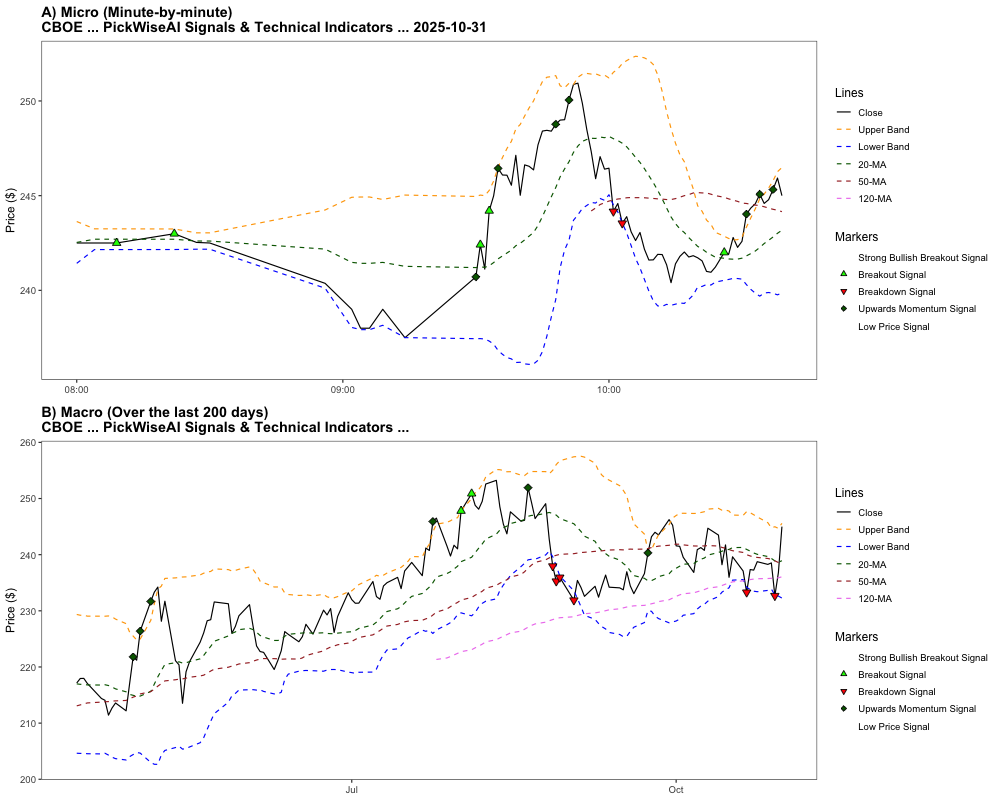 A) Micro (Minute-by-minute)
CBOE ... PickWiseAI Signals & Technical Indicators ... 2025-10-31
Price ($)
250
245
240
08:00
09:00
10:00
Lines
Close
Upper Band
Lower Band
20-MA
50-MA
120-MA
Markers
Strong Bullish Breakout Signal
Breakout Signal
Breakdown Signal
Upwards Momentum Signal
Low Price Signal
B) Macro (Over the last 200 days)
CBOE ... PickWiseAI Signals & Technical Indicators ...
Price ($)
260
250
240
230
220
210
200
Jul
Oct
Lines
Close
Upper Band
Lower Band
20-MA
50-MA
120-MA
Markers
Strong Bullish Breakout Signal
Breakout Signal
Breakdown Signal
Upwards Momentum Signal
Low Price Signal